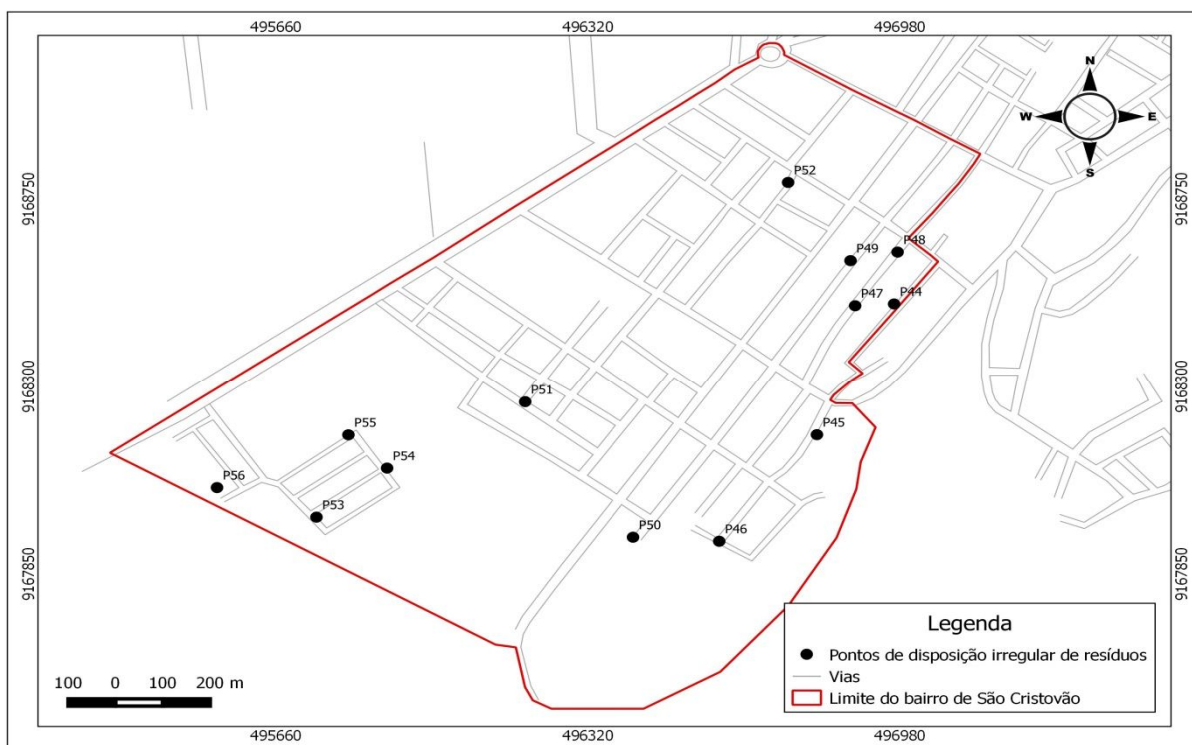 495660 496320 496980
N
W E
S
9168750 9168750
P52
P49 P48
P47 P44
9168300 9168300
P51
P55 P45
P54
P56
P53
P50 P46
9167850 9167850
Legenda
Pontos de disposição irregular de resíduos
Vias
Limite do bairro de São Cristovão
100 0 100 200 m
495660 496320 496980